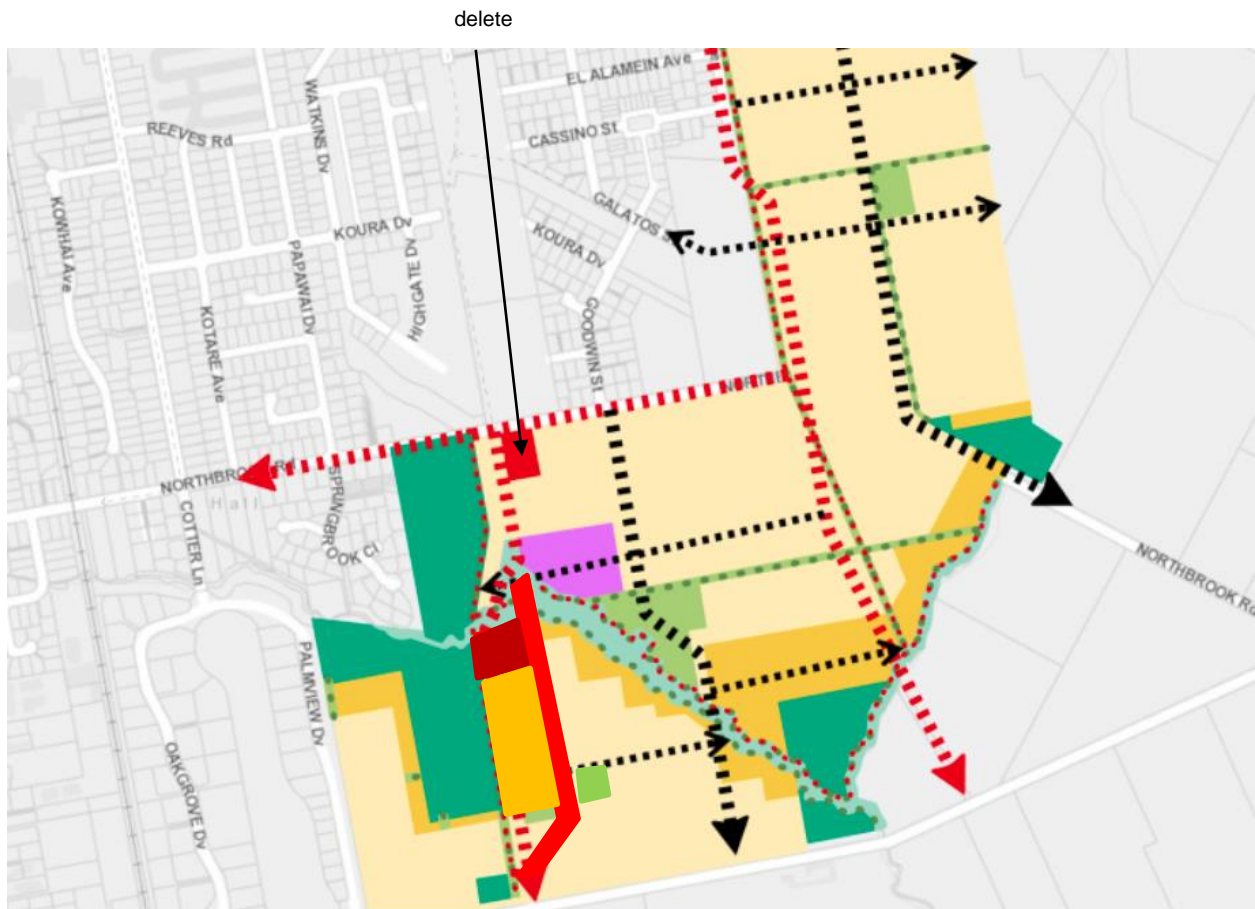 delete
EL ALAMEIN Ave
WATKINS DV
REEVES Rd
CASSINO St
KOWHAI Ave
KOURA Dv
GALATOS S
KOURA DV
PAPAWAI Dv
HIGHGATE DV
KOTARE Ave
GOODWIN St
NORTHBROOK Rd
Hall
SPRINGBROOK Cl
COTTER Ln
NORTHBROOK Rd
PALMVIEW DV
OAKGROVE DV